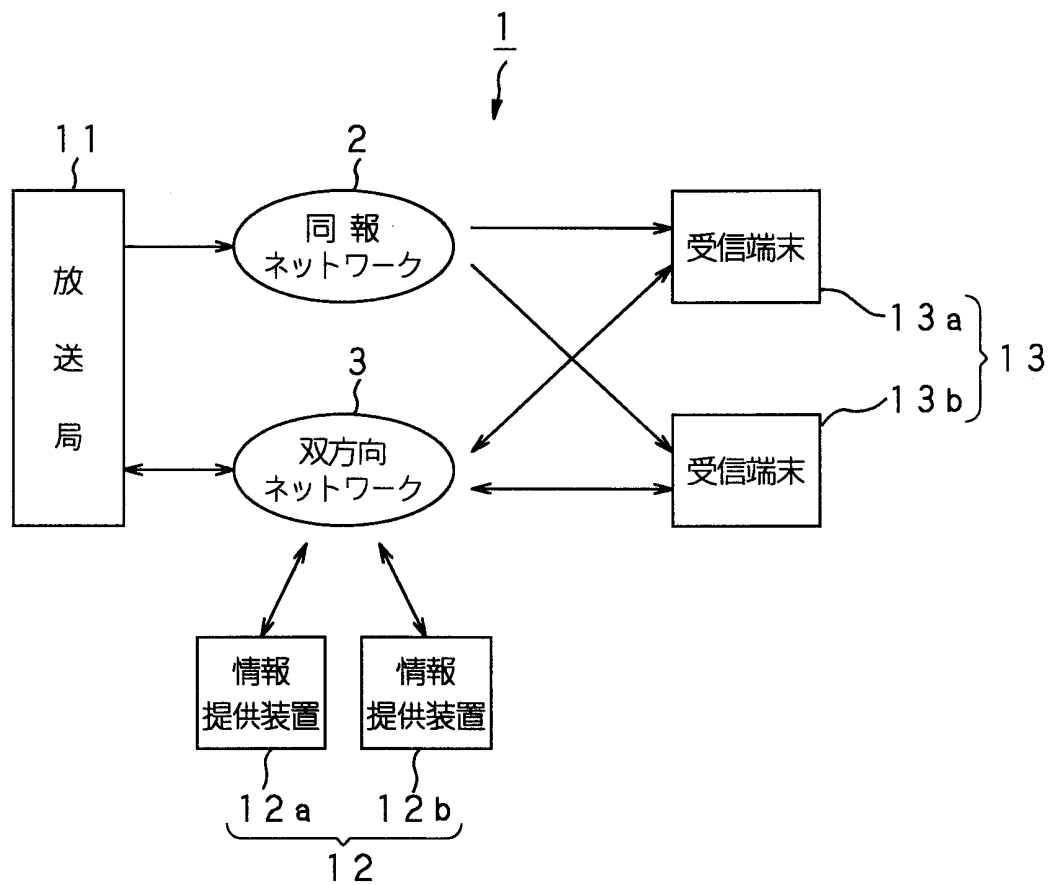 1
11
放送局
2
同報
ネットワーク
3
双方向
ネットワーク
受信端末
13a
13
13b
受信端末
情報
提供装置
情報
提供装置
12a
12b
12